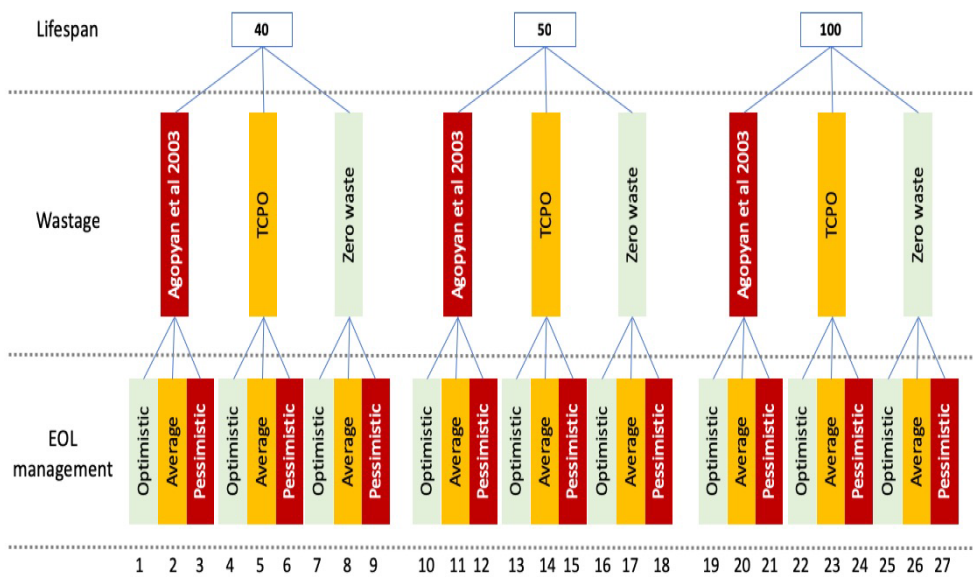 Lifespan
40
50
100
Wastage
Agopyan et al 2003
TCPO
Zero waste
Agopyan et al 2003
TCPO
Zero waste
Agopyan et al 2003
TCPO
Zero waste
EOL
management
Optimistic
Average
Pessimistic
Optimistic
Average
Pessimistic
Optimistic
Average
Pessimistic
Optimistic
Average
Pessimistic
Optimistic
Average
Pessimistic
Optimistic
Average
Pessimistic
Optimistic
Average
Pessimistic
Optimistic
Average
Pessimistic
Optimistic
Average
Pessimistic
1 2 3 4 5 6 7 8 9 10 11 12 13 14 15 16 17 18 19 20 21 22 23 24 25 26 27